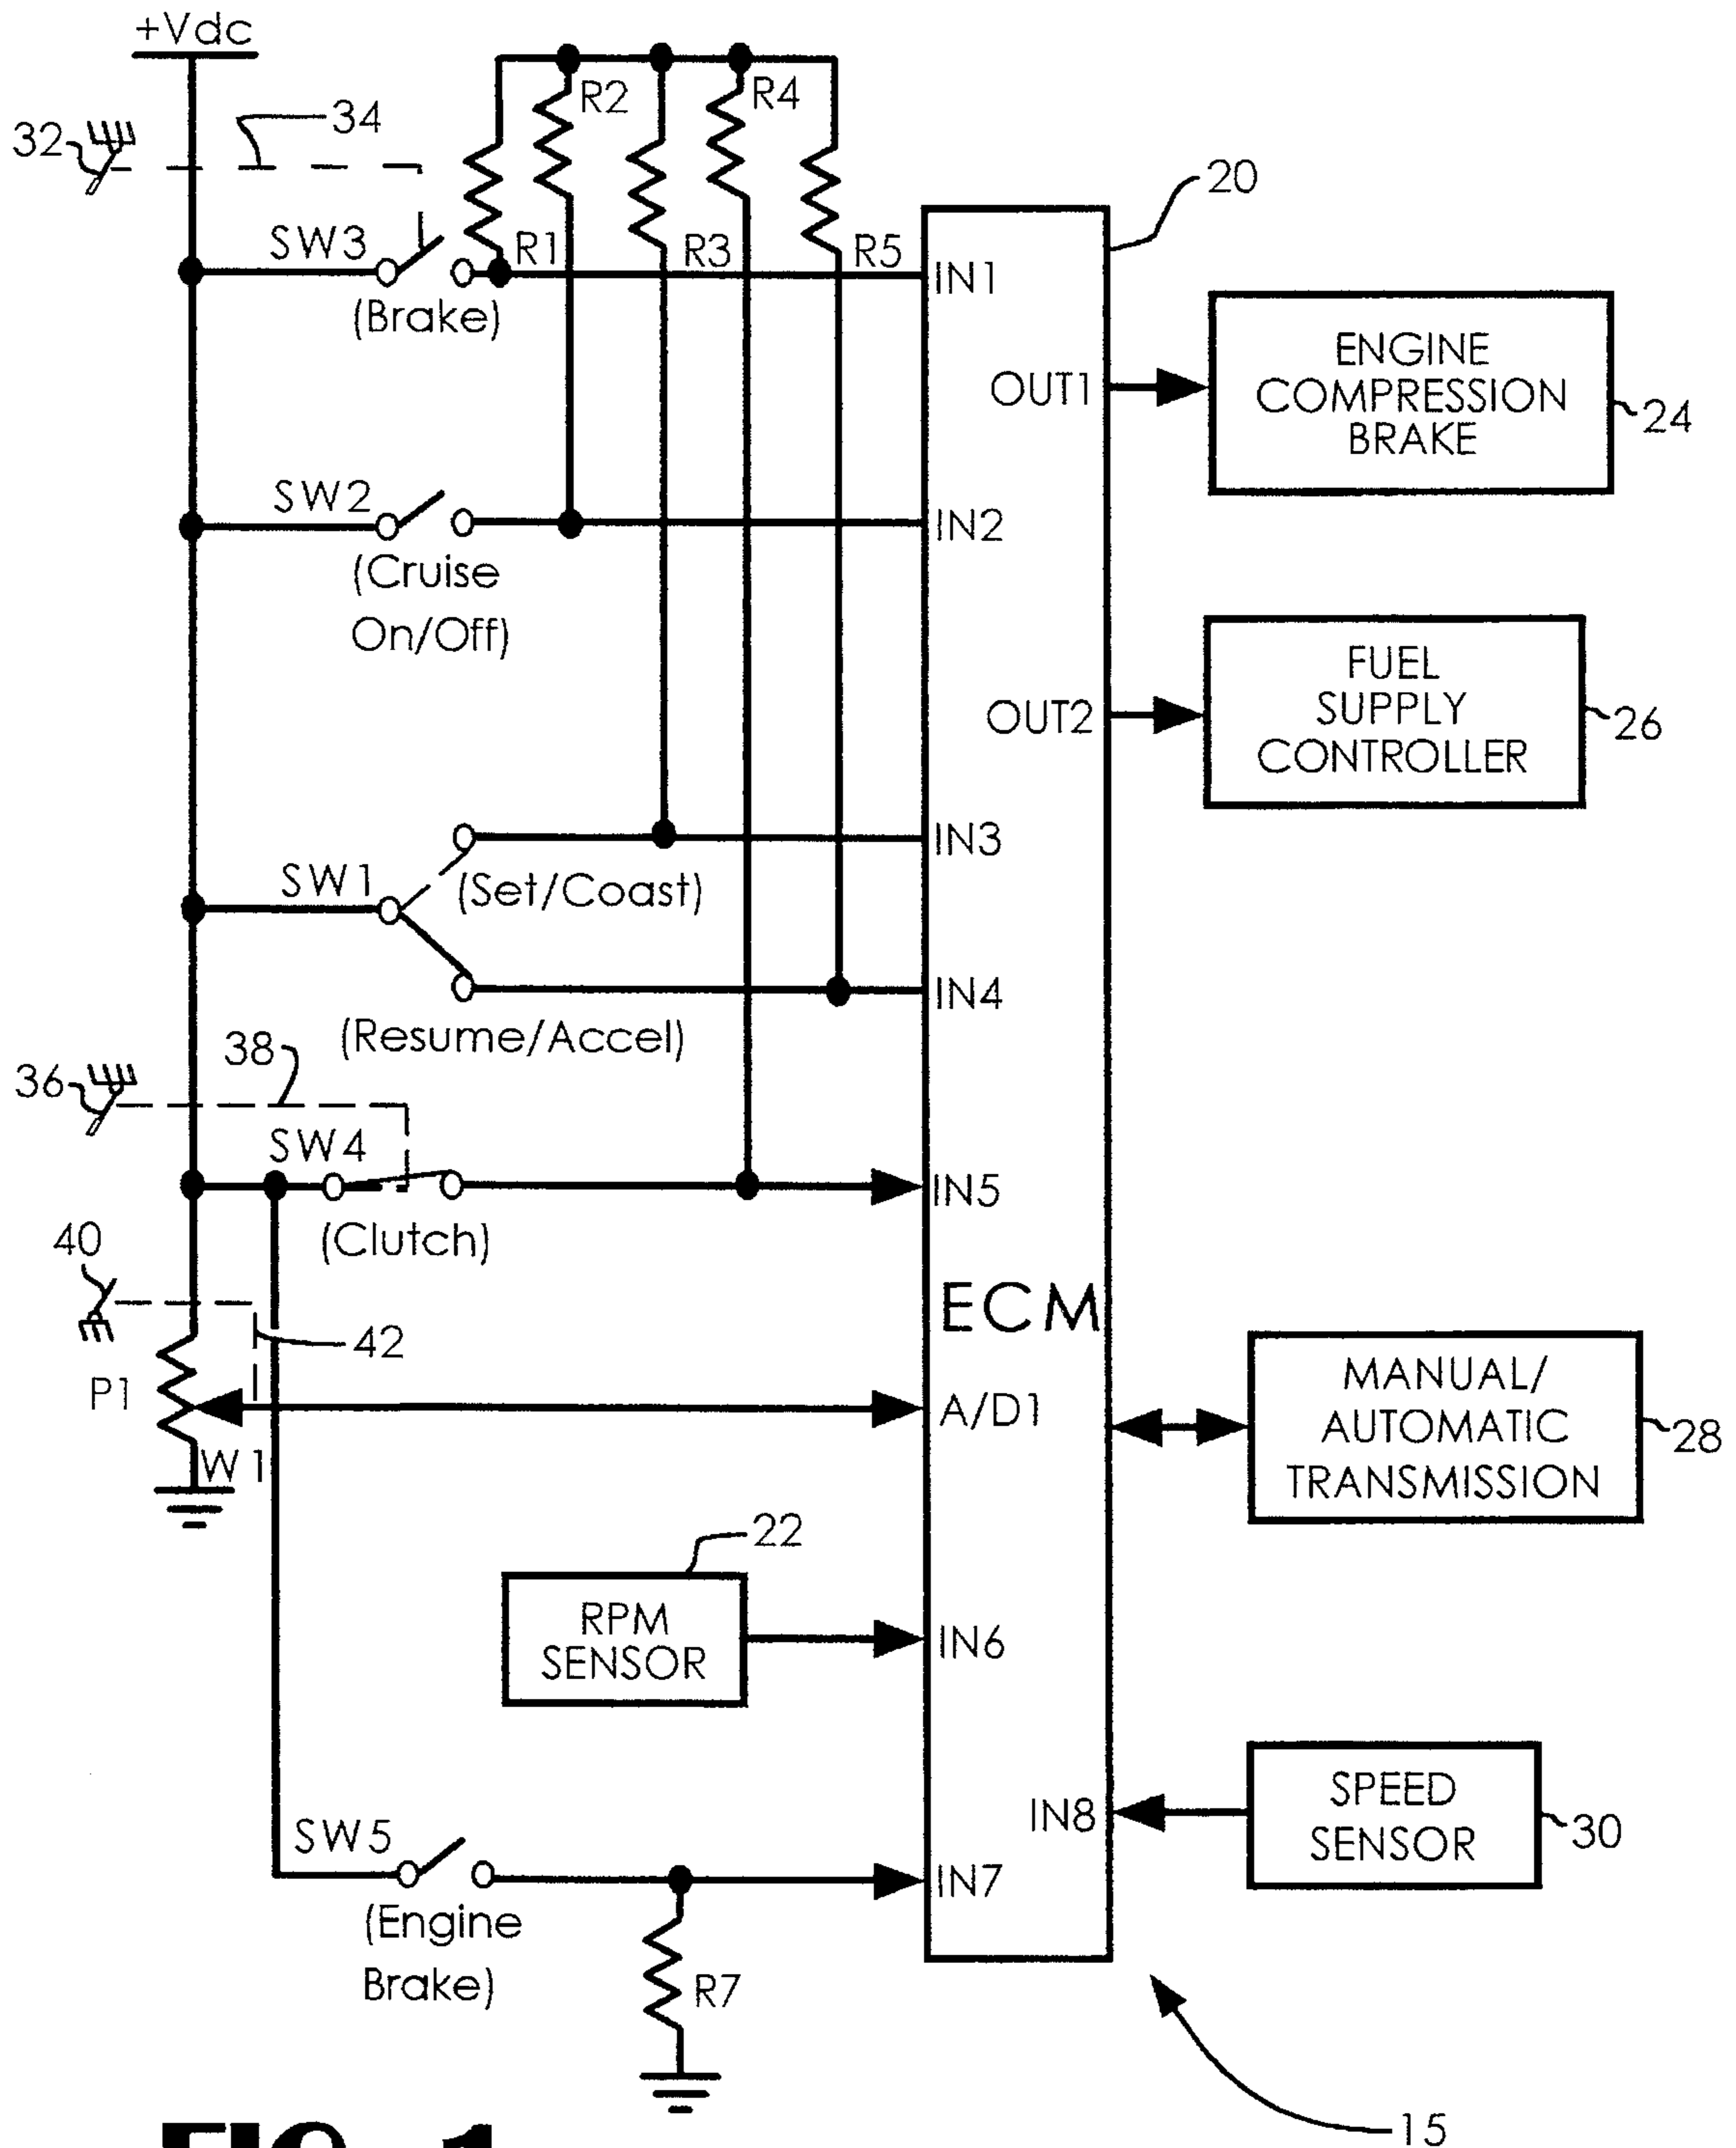 +Vdc
32
34
R2
R4
20
SW3
R1
R3
R5
IN1
(Brake)
OUT1
ENGINE
COMPRESSION
BRAKE
24
SW2
IN2
(Cruise
On/Off)
OUT2
FUEL
SUPPLY
CONTROLLER
26
SW1
IN3
(Set/Coast)
IN4
(Resume/Accel)
36
38
SW4
IN5
(Clutch)
40
ECM
42
P1
A/D1
W1
MANUAL/
AUTOMATIC
TRANSMISSION
28
22
RPM
SENSOR
IN6
IN8
SPEED
SENSOR
30
SW5
IN7
(Engine
Brake)
R7
15
FIG. 1